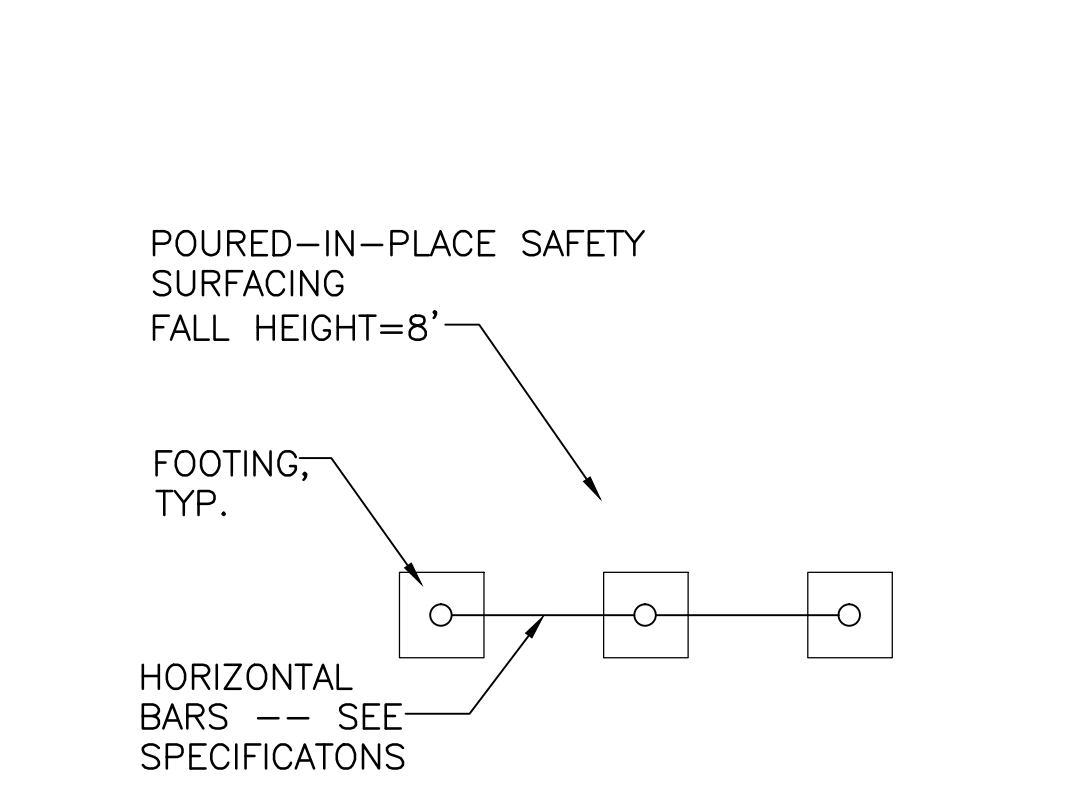 POURED-IN-PLACE SAFETY
SURFACING
FALL HEIGHT=8'
FOOTING,
TYP.
HORIZONTAL
BARS -- SEE
SPECIFICATONS